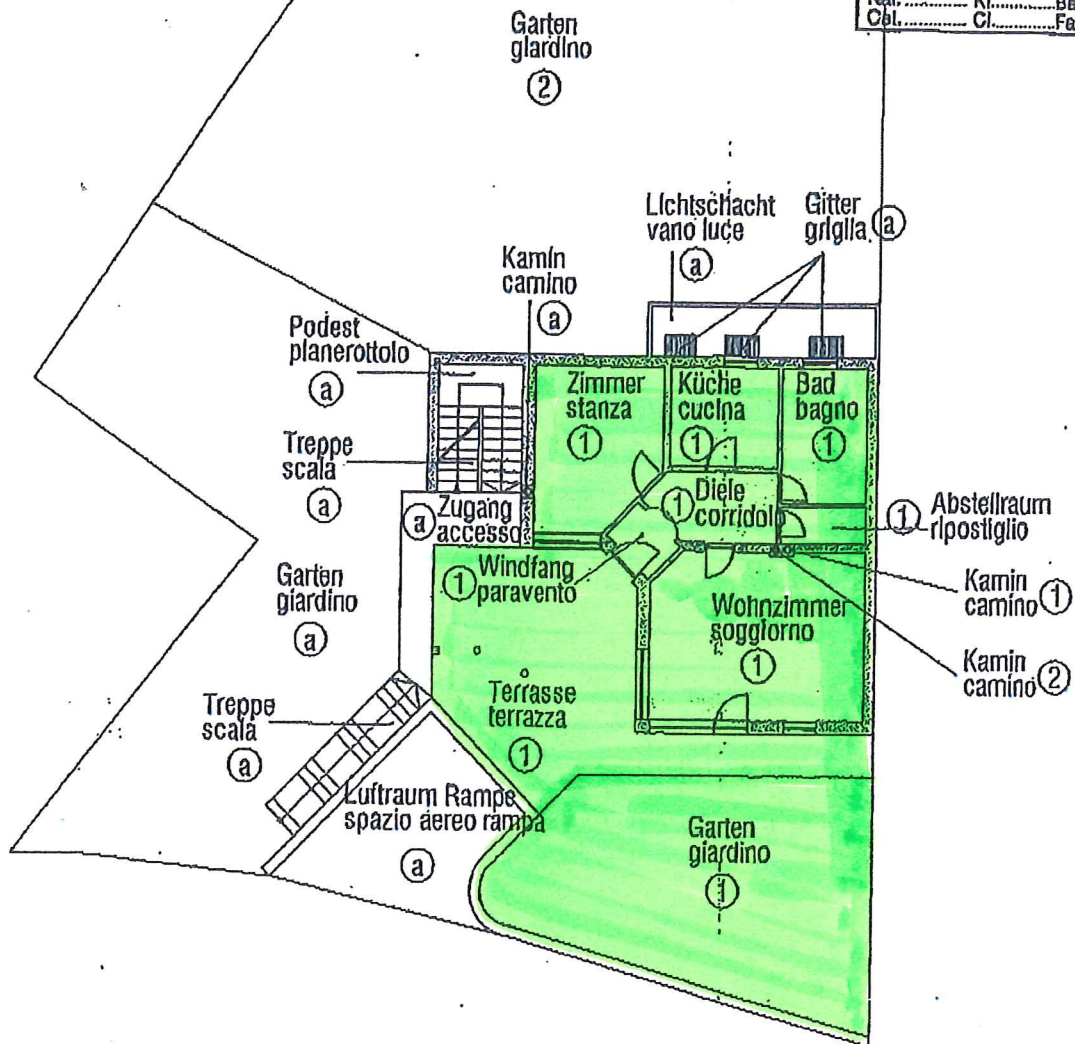 Cat. ......... Cl. .........
Garten
giardino
2
Lichtschacht
vano luce
a
Gitter
griglia
a
Kamin
camino
a
Podest
pianerottolo
a
Zimmer
stanza
1
Küche
cucina
1
Bad
bagno
1
Treppe
scala
a
a
Zugang
accesso
1
Diele
corridoio
1
Abstellraum
ripostiglio
1
Windfang
paravento
Garten
giardino
a
Wohnzimmer
soggiorno
1
Kamin
camino
1
Kamin
camino
2
Treppe
scala
a
Terrasse
terrazza
1
Luftraum Rampe
spazio aereo rampa
a
Garten
giardino
1